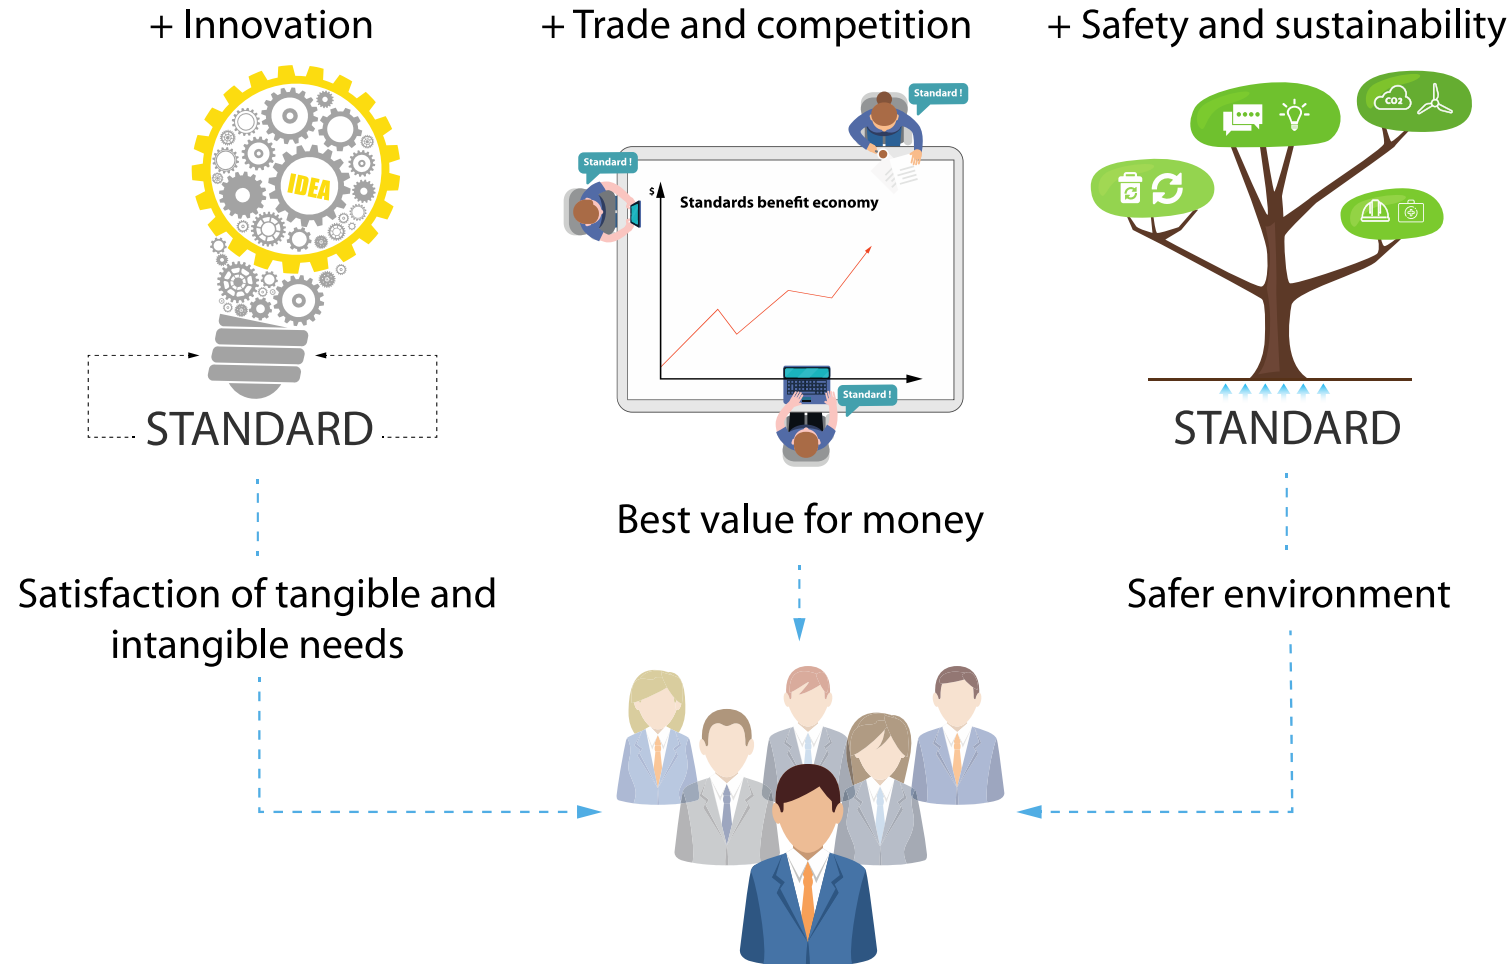 + Innovation
+ Trade and competition
+ Safety and sustainability
IDEA
Standard !
Standard !
$
Standards benefit economy
Standard !
CO2
STANDARD
STANDARD
Best value for money
Satisfaction of tangible and
intangible needs
Safer environment